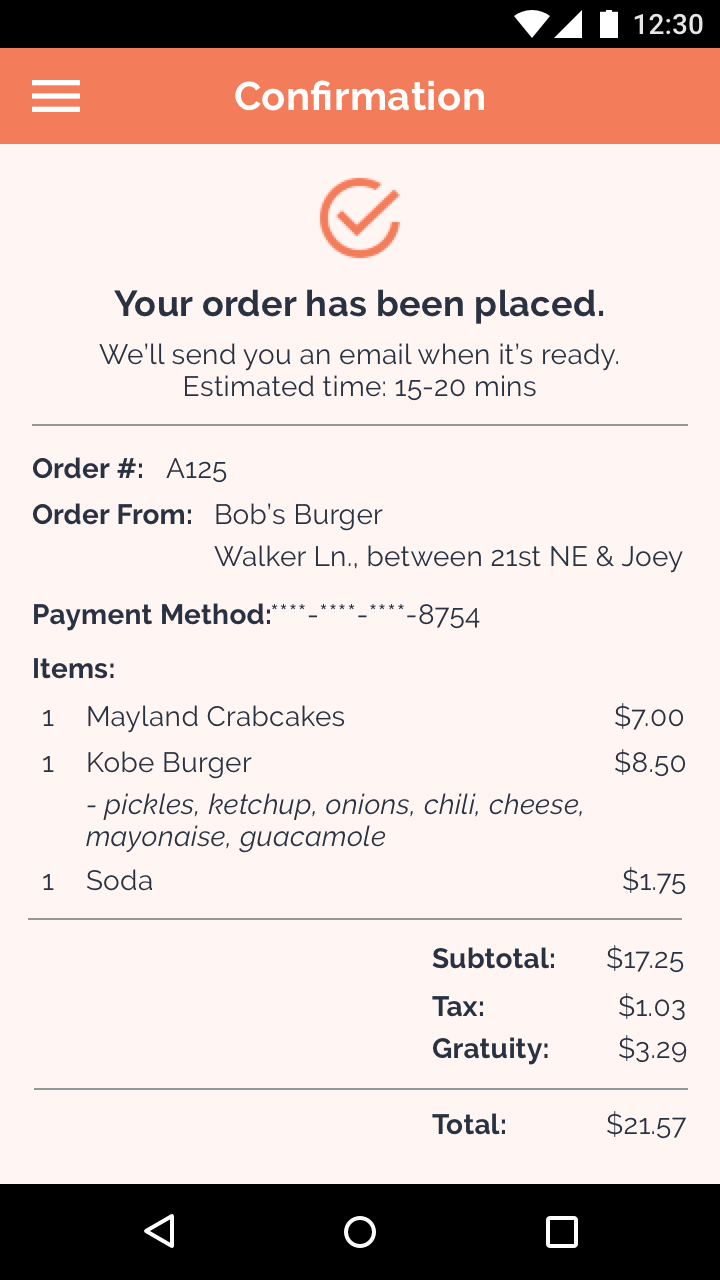 12:30
Confirmation
Your order has been placed.
We'll send you an email when it's ready.
Estimated time: 15-20 mins
Order #: A125
Order From: Bob's Burger
Walker Ln., between 21st NE & Joey
Payment Method:****-****-****-8754
Items:
1 Mayland Crabcakes $7.00
1 Kobe Burger $8.50
- pickles, ketchup, onions, chili, cheese,
mayonaise, guacamole
1 Soda $1.75
Subtotal: $17.25
Tax: $1.03
Gratuity: $3.29
Total: $21.57